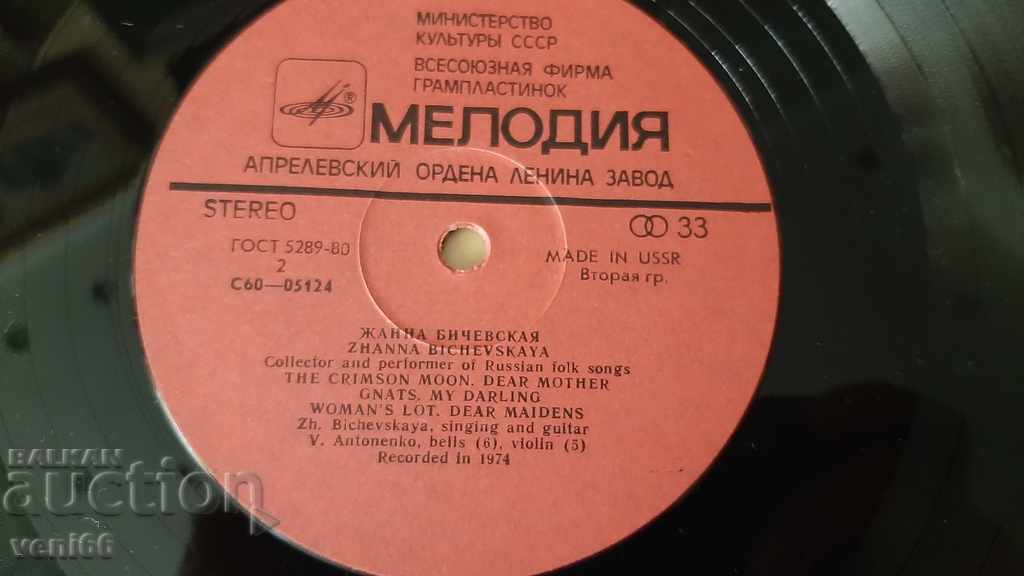 МИНИСТЕРСТВО
КУЛЬТУРЫ СССР
ВСЕСОЮЗНАЯ ФИРМА
ГРАМПЛАСТИНОК
® МЕЛОДИЯ
АПРЕЛЕВСКИЙ ОРДЕНА ЛЕНИНА ЗАВОД
STEREO
33
ГОСТ 5289-80
MADE IN USSR
2
Вторая гр.
С60—05124
ЖАННА БИЧЕВСКАЯ
ZHANNA BICHEVSKAYA
Collector and performer of Russian folk songs
THE CRIMSON MOON. DEAR MOTHER
GNATS. MY DARLING
WOMAN'S LOT. DEAR MAIDENS
Zh. Bichevskaya, singing and guitar
V. Antonenko, bells (6), violin (5)
Recorded in 1974
BALKAN
auction
veni66